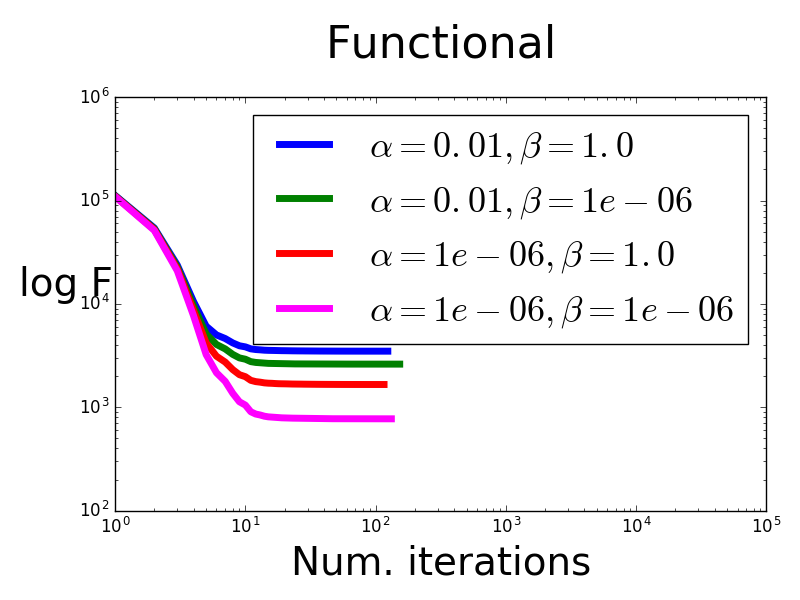 Functional
10^6
10^5
log F
10^4
10^3
10^2
α = 0.01, β = 1.0
α = 0.01, β = 1e − 06
α = 1e − 06, β = 1.0
α = 1e − 06, β = 1e − 06
10^0 10^1 10^2 10^3 10^4 10^5
Num. iterations